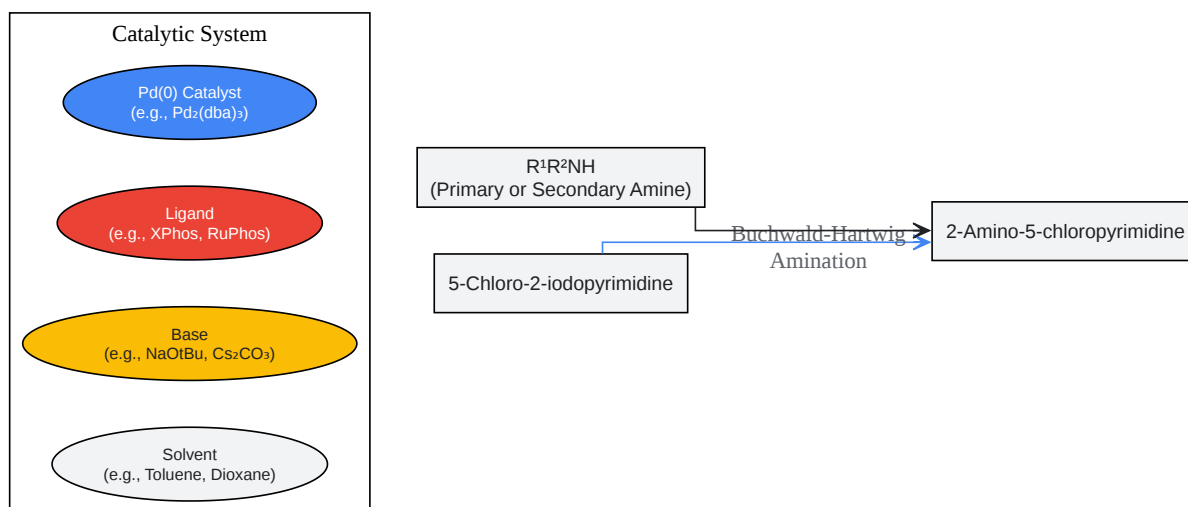 Catalytic System
Pd(0) Catalyst
(e.g., Pd₂(dba)₃)
Ligand
(e.g., XPhos, RuPhos)
Base
(e.g., NaOtBu, Cs₂CO₃)
Solvent
(e.g., Toluene, Dioxane)
R¹R²NH
(Primary or Secondary Amine)
5-Chloro-2-iodopyrimidine
Buchwald-Hartwig
Amination
2-Amino-5-chloropyrimidine